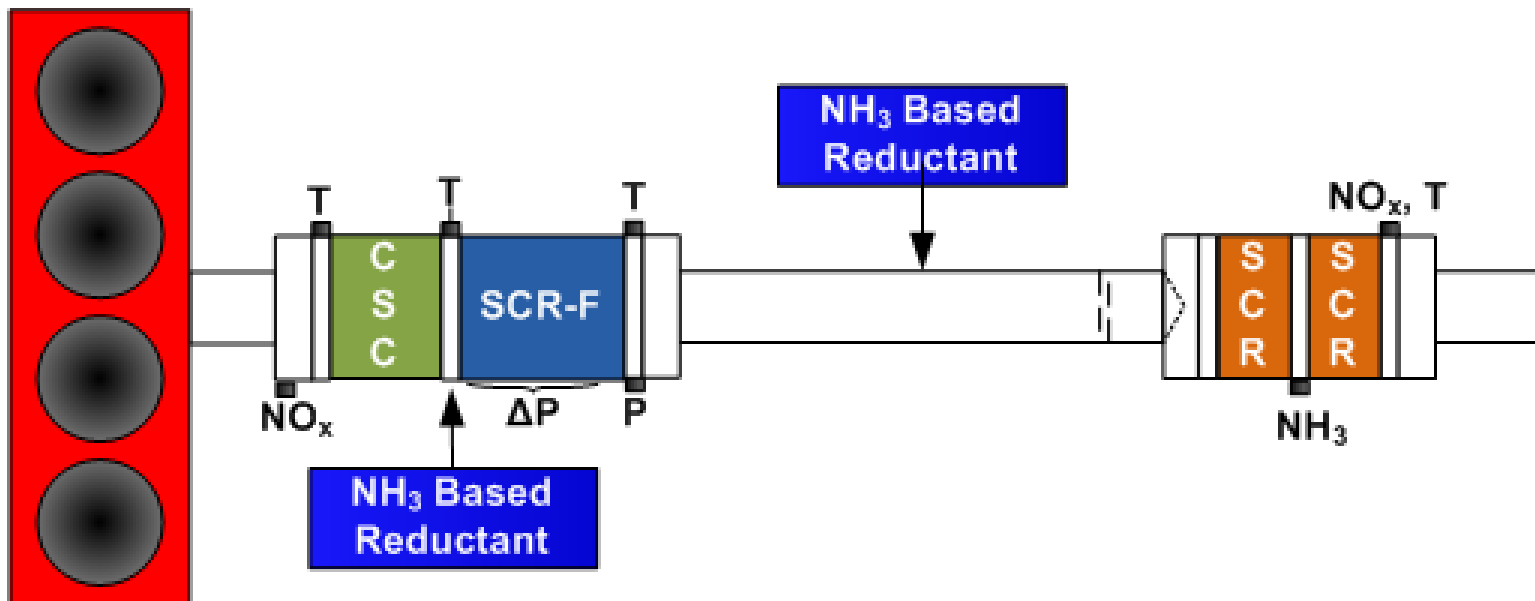 NH₃ Based
Reductant
T
T
T
NOₓ, T
C
S
C
SCR-F
S
C
R
S
C
R
NOₓ
ΔP
P
NH₃
NH₃ Based
Reductant